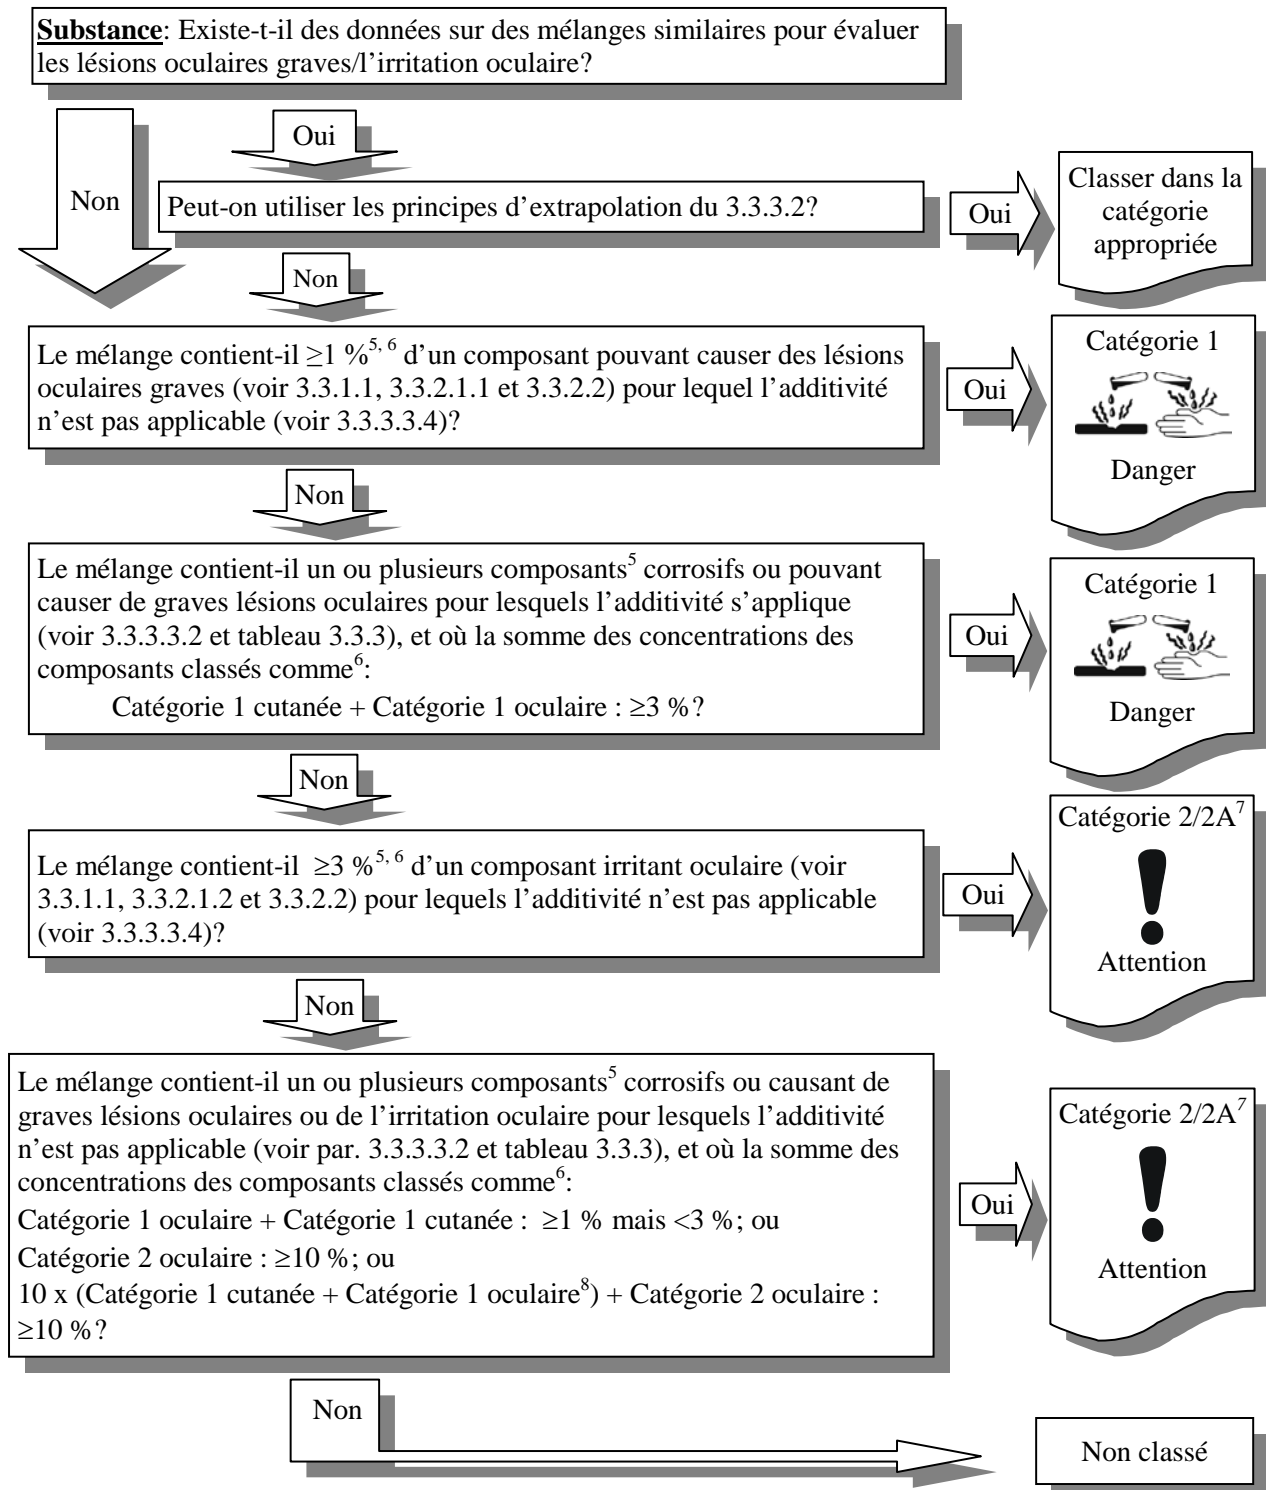 Substance: Existe-t-il des données sur des mélanges similaires pour évaluer
les lésions oculaires graves/l'irritation oculaire?
Oui
Non
Peut-on utiliser les principes d'extrapolation du 3.3.3.2?
Oui
Classer dans la
catégorie
appropriée
Non
Le mélange contient-il ≥1 %5, 6 d'un composant pouvant causer des lésions
oculaires graves (voir 3.3.1.1, 3.3.2.1.1 et 3.3.2.2) pour lequel l'additivité
n'est pas applicable (voir 3.3.3.3.4)?
Oui
Catégorie 1
Danger
Non
Le mélange contient-il un ou plusieurs composants5 corrosifs ou pouvant
causer de graves lésions oculaires pour lesquels l'additivité s'applique
(voir 3.3.3.3.2 et tableau 3.3.3), et où la somme des concentrations des
composants classés comme6:
Catégorie 1 cutanée + Catégorie 1 oculaire : ≥3 %?
Oui
Catégorie 1
Danger
Non
Le mélange contient-il ≥3 %5, 6 d'un composant irritant oculaire (voir
3.3.1.1, 3.3.2.1.2 et 3.3.2.2) pour lequels l'additivité n'est pas applicable
(voir 3.3.3.3.4)?
Oui
Catégorie 2/2A7
Attention
Non
Le mélange contient-il un ou plusieurs composants5 corrosifs ou causant de
graves lésions oculaires ou de l'irritation oculaire pour lesquels l'additivité
n'est pas applicable (voir par. 3.3.3.3.2 et tableau 3.3.3), et où la somme des
concentrations des composants classés comme6:
Catégorie 1 oculaire + Catégorie 1 cutanée : ≥1 % mais <3 %; ou
Catégorie 2 oculaire : ≥10 %; ou
10 x (Catégorie 1 cutanée + Catégorie 1 oculaire8) + Catégorie 2 oculaire :
≥10 %?
Oui
Catégorie 2/2A7
Attention
Non
Non classé